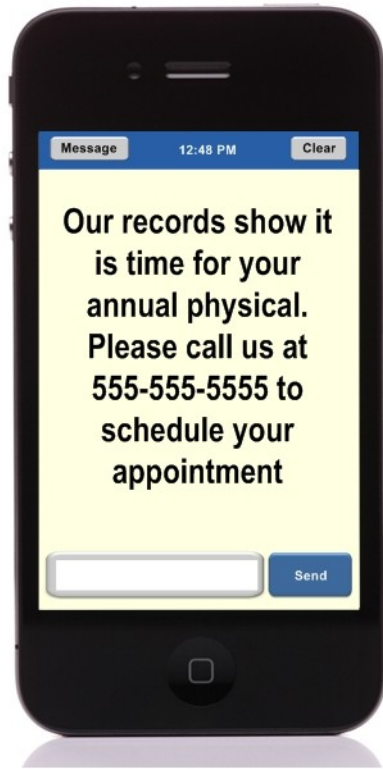 Message 12:48 PM Clear
Our records show it
is time for your
annual physical.
Please call us at
555-555-5555 to
schedule your
appointment
Send